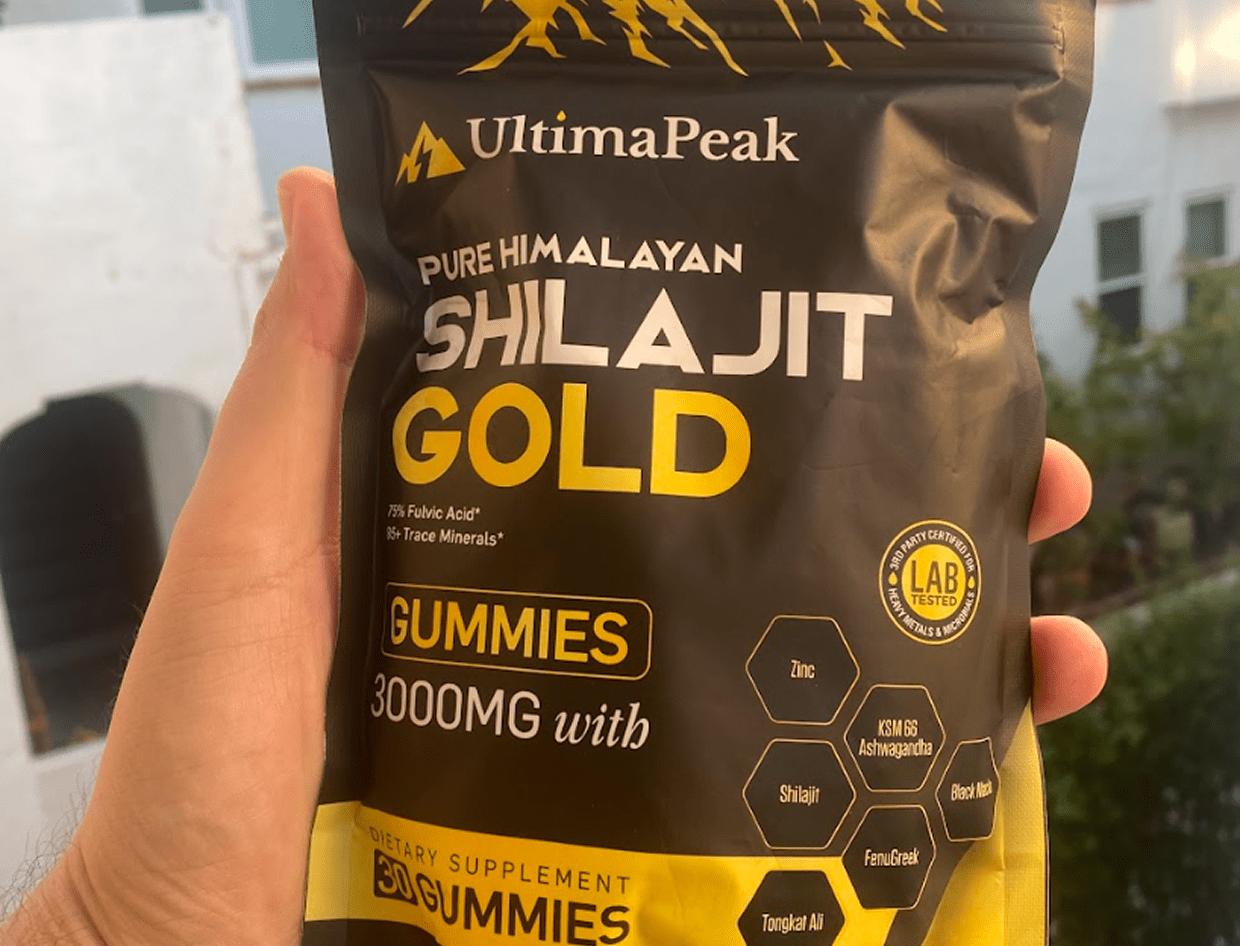 UltimaPeak
PURE HIMALAYAN
SHILAJIT
GOLD
75% Fulvic Acid*
85+ Trace Minerals*
3RD PARTY CERTIFIED FOR
LAB
TESTED
HEAVY METALS & MICROBIALS
GUMMIES
3000MG with
Zinc
KSM 66
Ashwagandha
Shilajit
Black
FenuGreek
Tongkat Ali
DIETARY SUPPLEMENT
30 GUMMIES